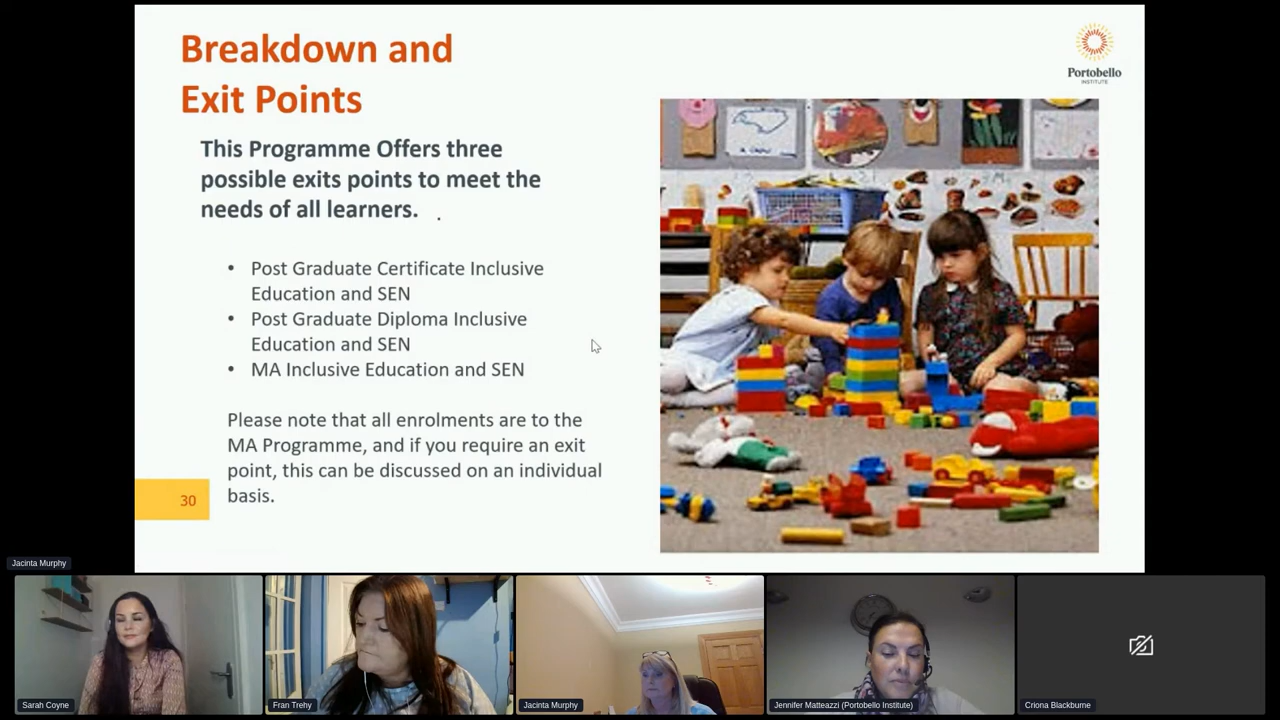 Breakdown and
Exit Points
Portobello
INSTITUTE
This Programme Offers three
possible exits points to meet the
needs of all learners. .
• Post Graduate Certificate Inclusive
Education and SEN
• Post Graduate Diploma Inclusive
Education and SEN
• MA Inclusive Education and SEN
Please note that all enrolments are to the
MA Programme, and if you require an exit
point, this can be discussed on an individual
basis.
30
Jacinta Murphy
Sarah Coyne
Fran Trehy
Jacinta Murphy
Jennifer Matteazzi (Portobello Institute)
Criona Blackburne